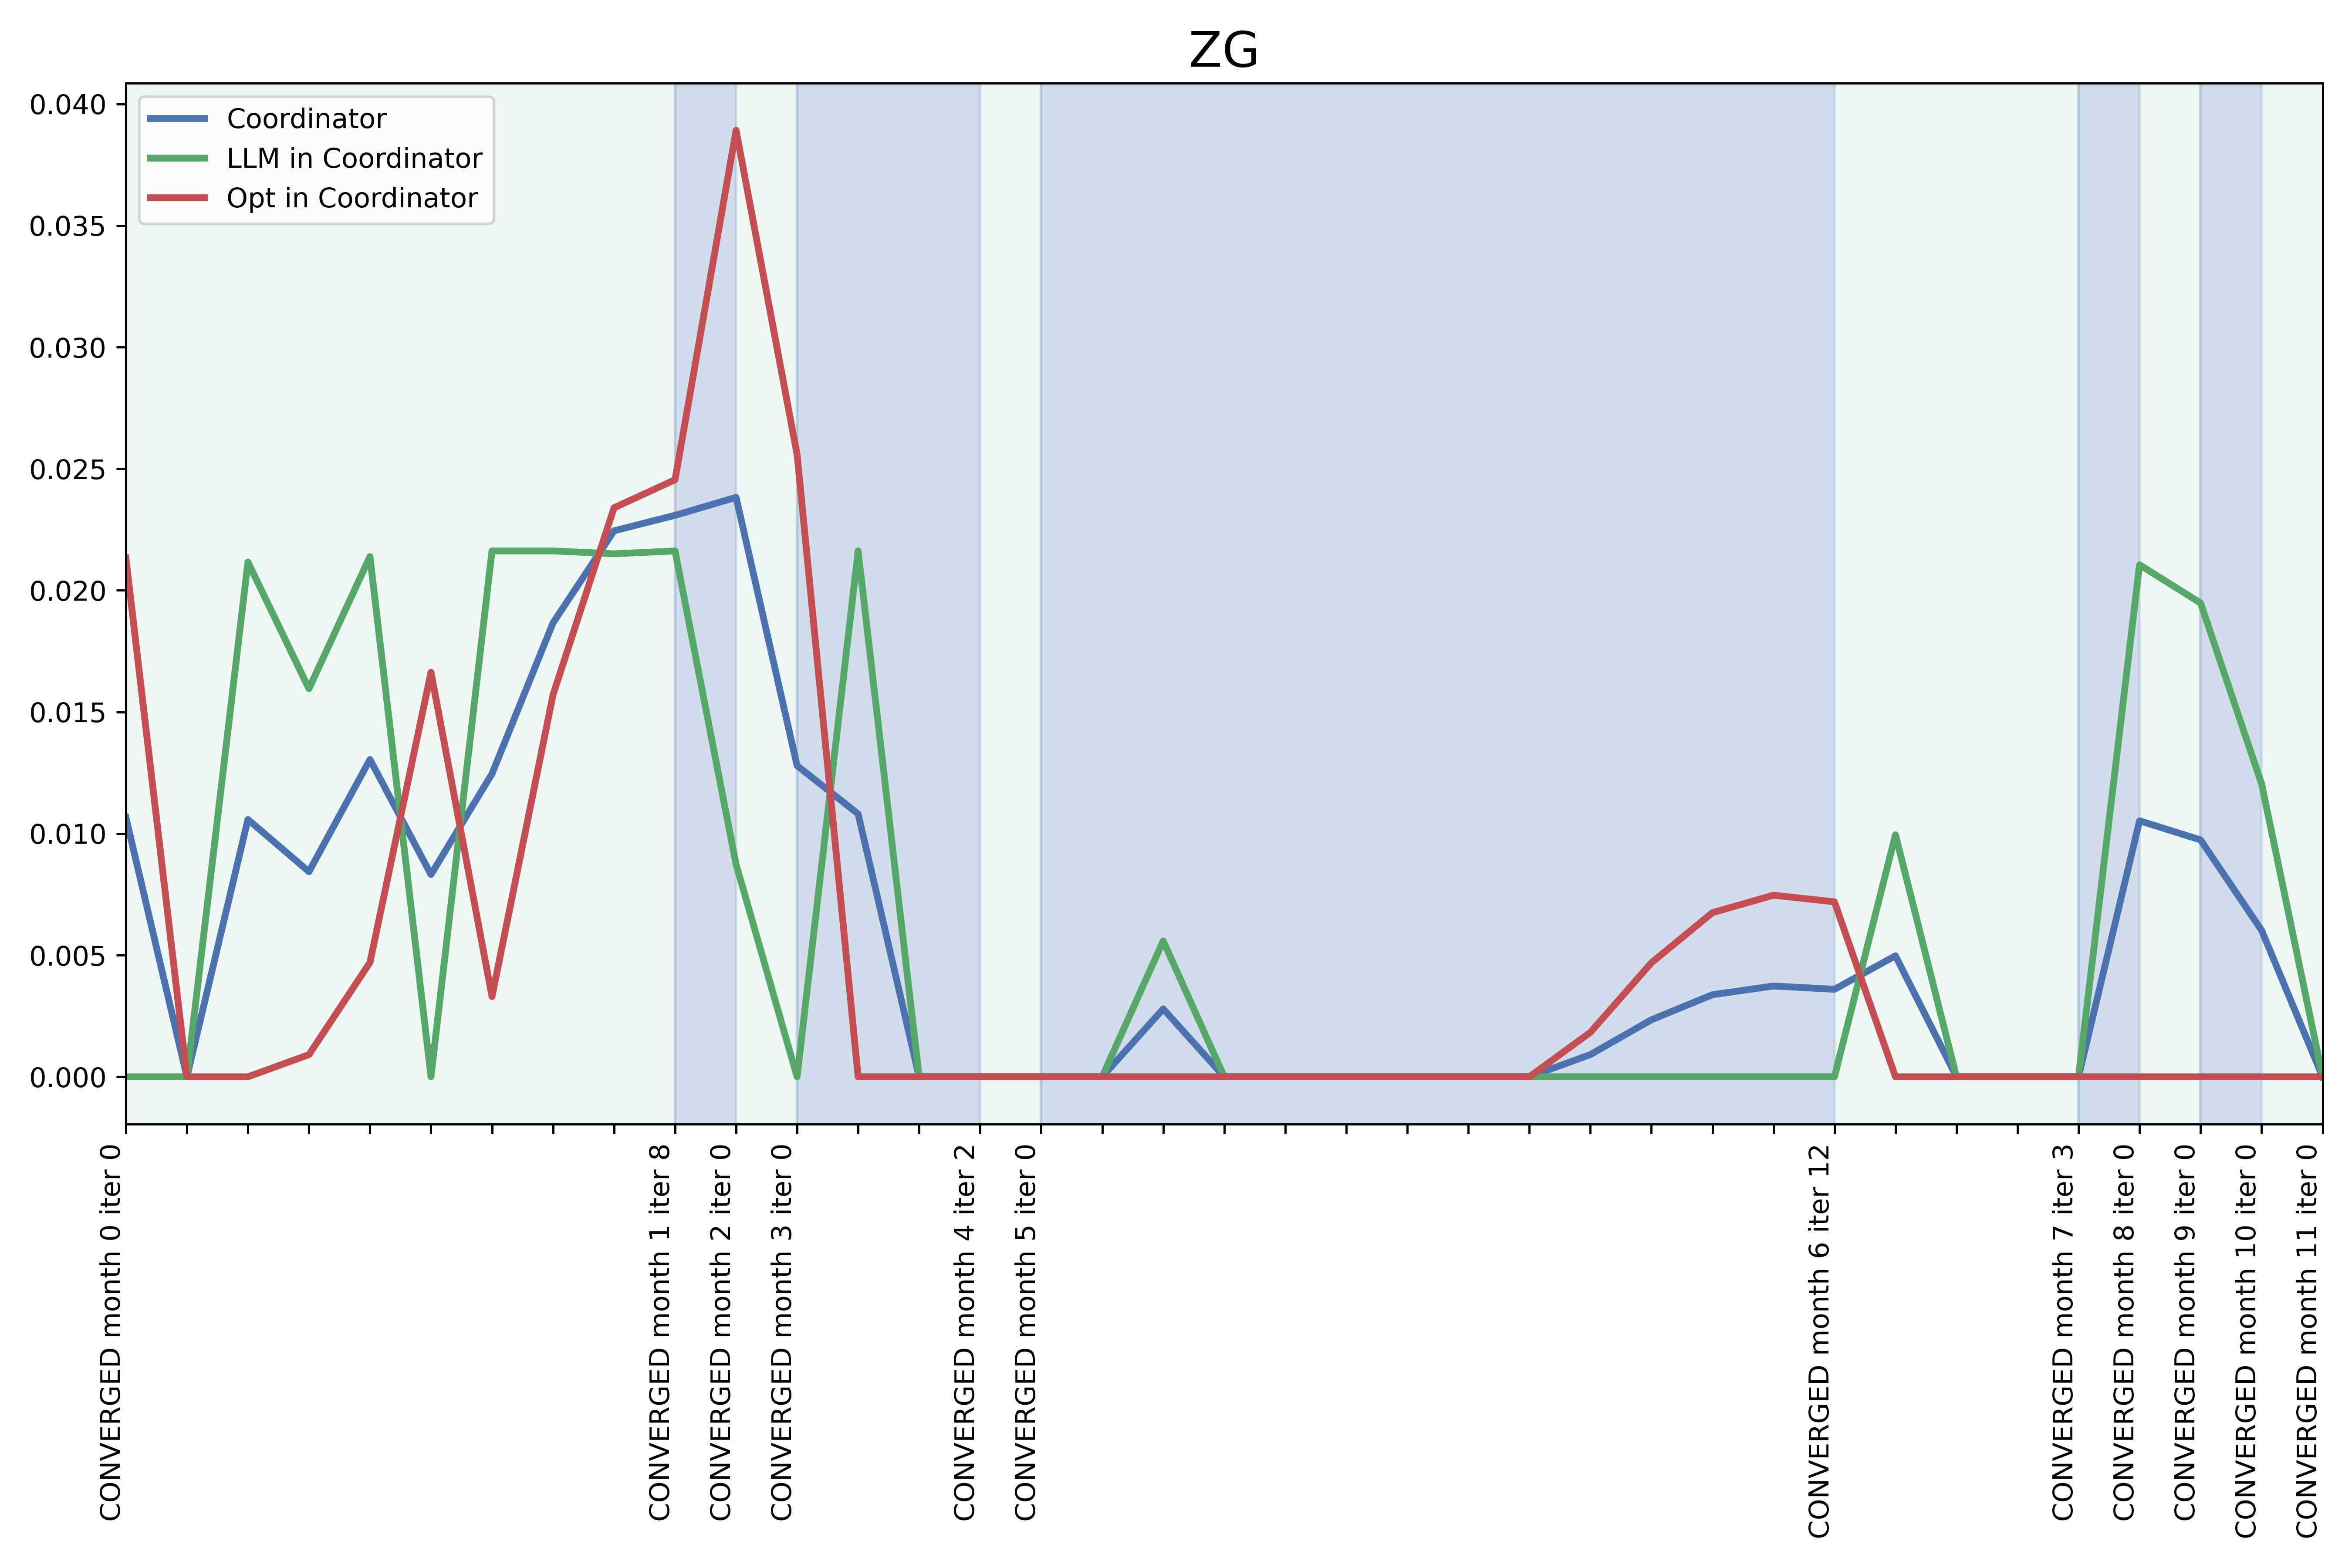 ZG
0.040
0.035
0.030
0.025
0.020
0.015
0.010
0.005
0.000
Coordinator
LLM in Coordinator
Opt in Coordinator
CONVERGED month 0 iter 0
CONVERGED month 1 iter 8
CONVERGED month 2 iter 0
CONVERGED month 3 iter 0
CONVERGED month 4 iter 2
CONVERGED month 5 iter 0
CONVERGED month 6 iter 12
CONVERGED month 7 iter 3
CONVERGED month 8 iter 0
CONVERGED month 9 iter 0
CONVERGED month 10 iter 0
CONVERGED month 11 iter 0